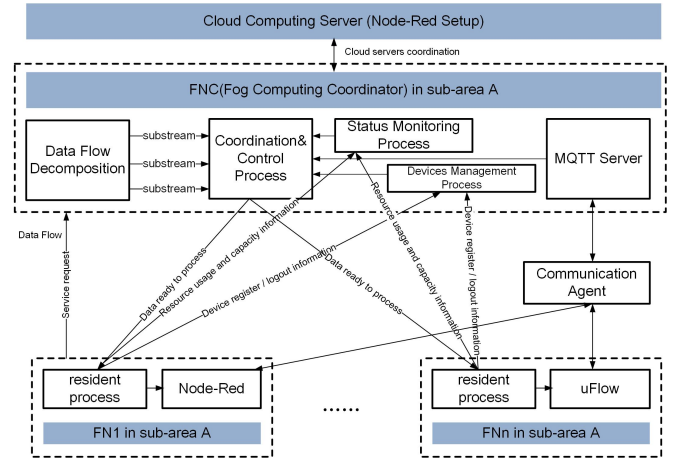 Cloud Computing Server (Node-Red Setup)
Cloud servers coordination
FNC(Fog Computing Coordinator) in sub-area A
Data Flow
Decomposition
substream
substream
substream
Coordination&
Control
Process
Status Monitoring
Process
Devices Management
Process
MQTT Server
Data Flow
Service request
Data ready to process
Resource usage and capacity information
Device register / logout information
Data ready to process
Resource usage and capacity information
Device register / logout information
Communication
Agent
resident
process
Node-Red
FN1 in sub-area A
......
resident
process
uFlow
FNn in sub-area A